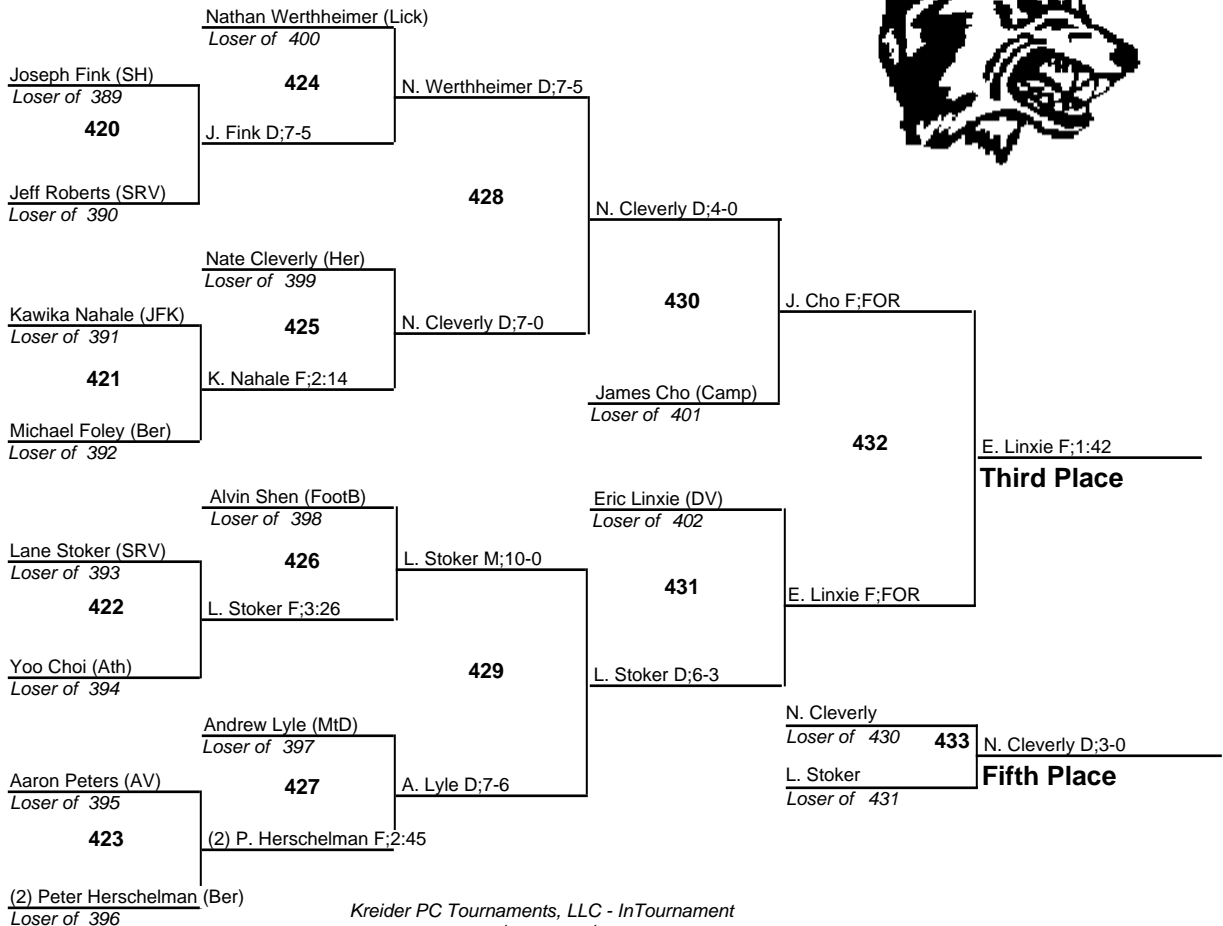 Nathan Werthheimer (Lick)
Loser of 400
424
N. Werthheimer D;7-5
Joseph Fink (SH)
Loser of 389
420
J. Fink D;7-5
Jeff Roberts (SRV)
Loser of 390
428
N. Cleverly D;4-0
Nate Cleverly (Her)
Loser of 399
425
N. Cleverly D;7-0
Kawika Nahale (JFK)
Loser of 391
421
K. Nahale F;2:14
Michael Foley (Ber)
Loser of 392
430
J. Cho F;FOR
James Cho (Camp)
Loser of 401
432
E. Linxie F;1:42
Third Place
Alvin Shen (FootB)
Loser of 398
426
L. Stoker M;10-0
Lane Stoker (SRV)
Loser of 393
422
L. Stoker F;3:26
Yoo Choi (Ath)
Loser of 394
Eric Linxie (DV)
Loser of 402
431
E. Linxie F;FOR
429
L. Stoker D;6-3
Andrew Lyle (MtD)
Loser of 397
427
A. Lyle D;7-6
Aaron Peters (AV)
Loser of 395
423
(2) P. Herschelman F;2:45
(2) Peter Herschelman (Ber)
Loser of 396
N. Cleverly
Loser of 430
433
N. Cleverly D;3-0
Fifth Place
L. Stoker
Loser of 431
Kreider PC Tournaments, LLC - InTournament